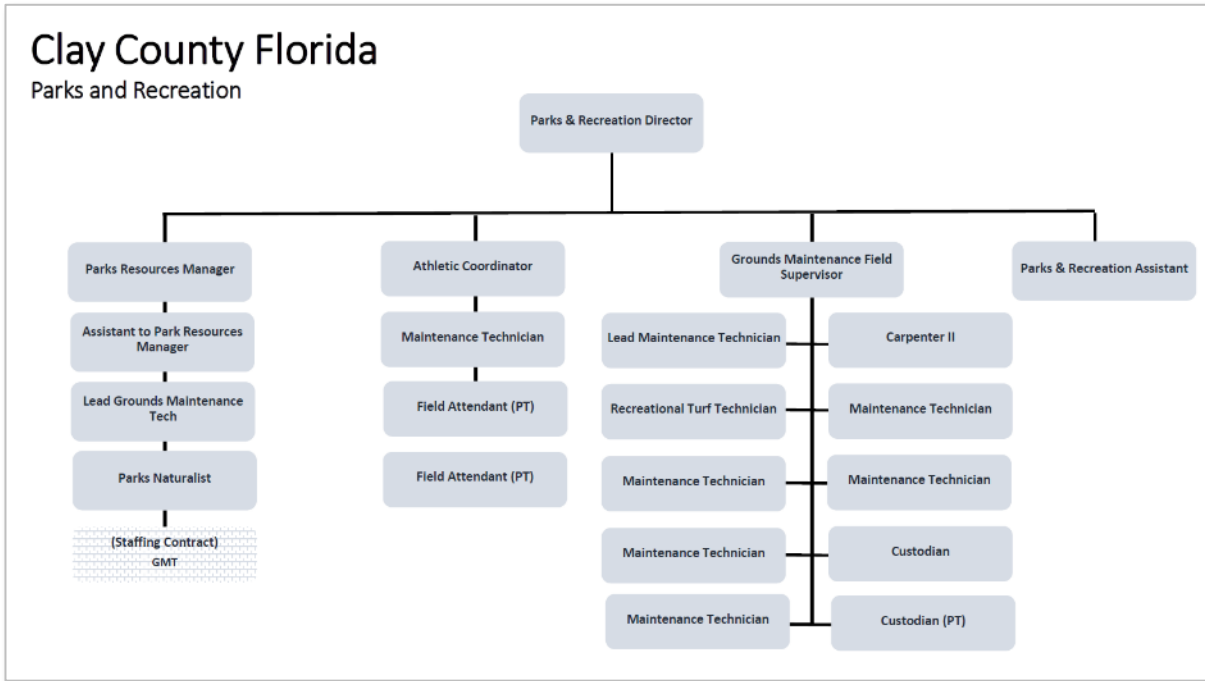 Clay County Florida
Parks and Recreation
Parks & Recreation Director
Parks Resources Manager
Assistant to Park Resources
Manager
Lead Grounds Maintenance
Tech
Parks Naturalist
(Staffing Contract)
GMT
Athletic Coordinator
Maintenance Technician
Field Attendant (PT)
Field Attendant (PT)
Grounds Maintenance Field
Supervisor
Lead Maintenance Technician
Carpenter II
Recreational Turf Technician
Maintenance Technician
Maintenance Technician
Maintenance Technician
Maintenance Technician
Custodian
Maintenance Technician
Custodian (PT)
Parks & Recreation Assistant